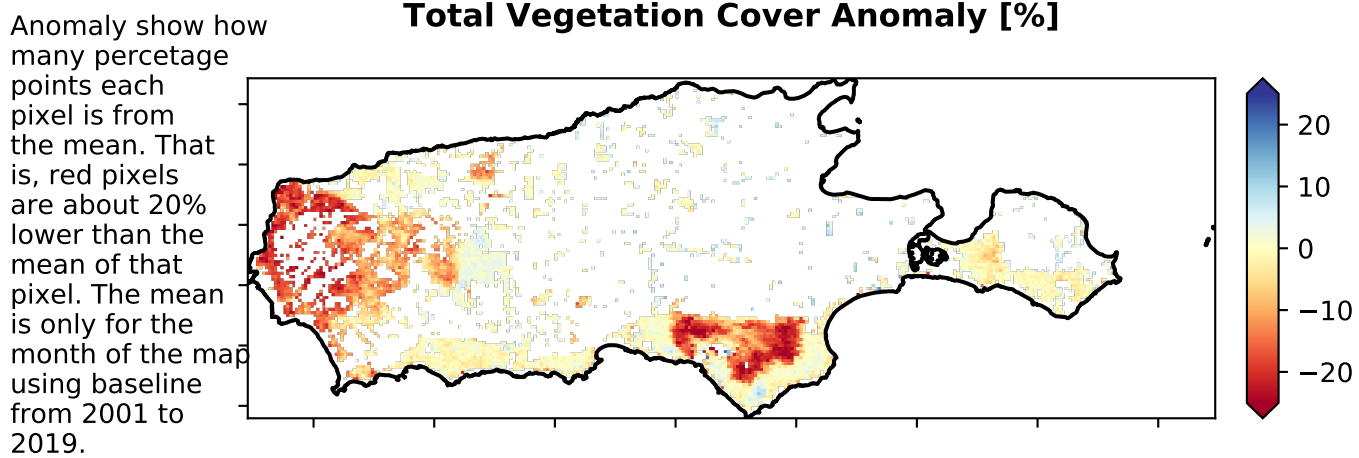 Total Vegetation Cover Anomaly [%]
Anomaly show how
many percetage
points each
pixel is from
the mean. That
is, red pixels
are about 20%
lower than the
mean of that
pixel. The mean
is only for the
month of the map
using baseline
from 2001 to
2019.
20
10
0
−10
−20